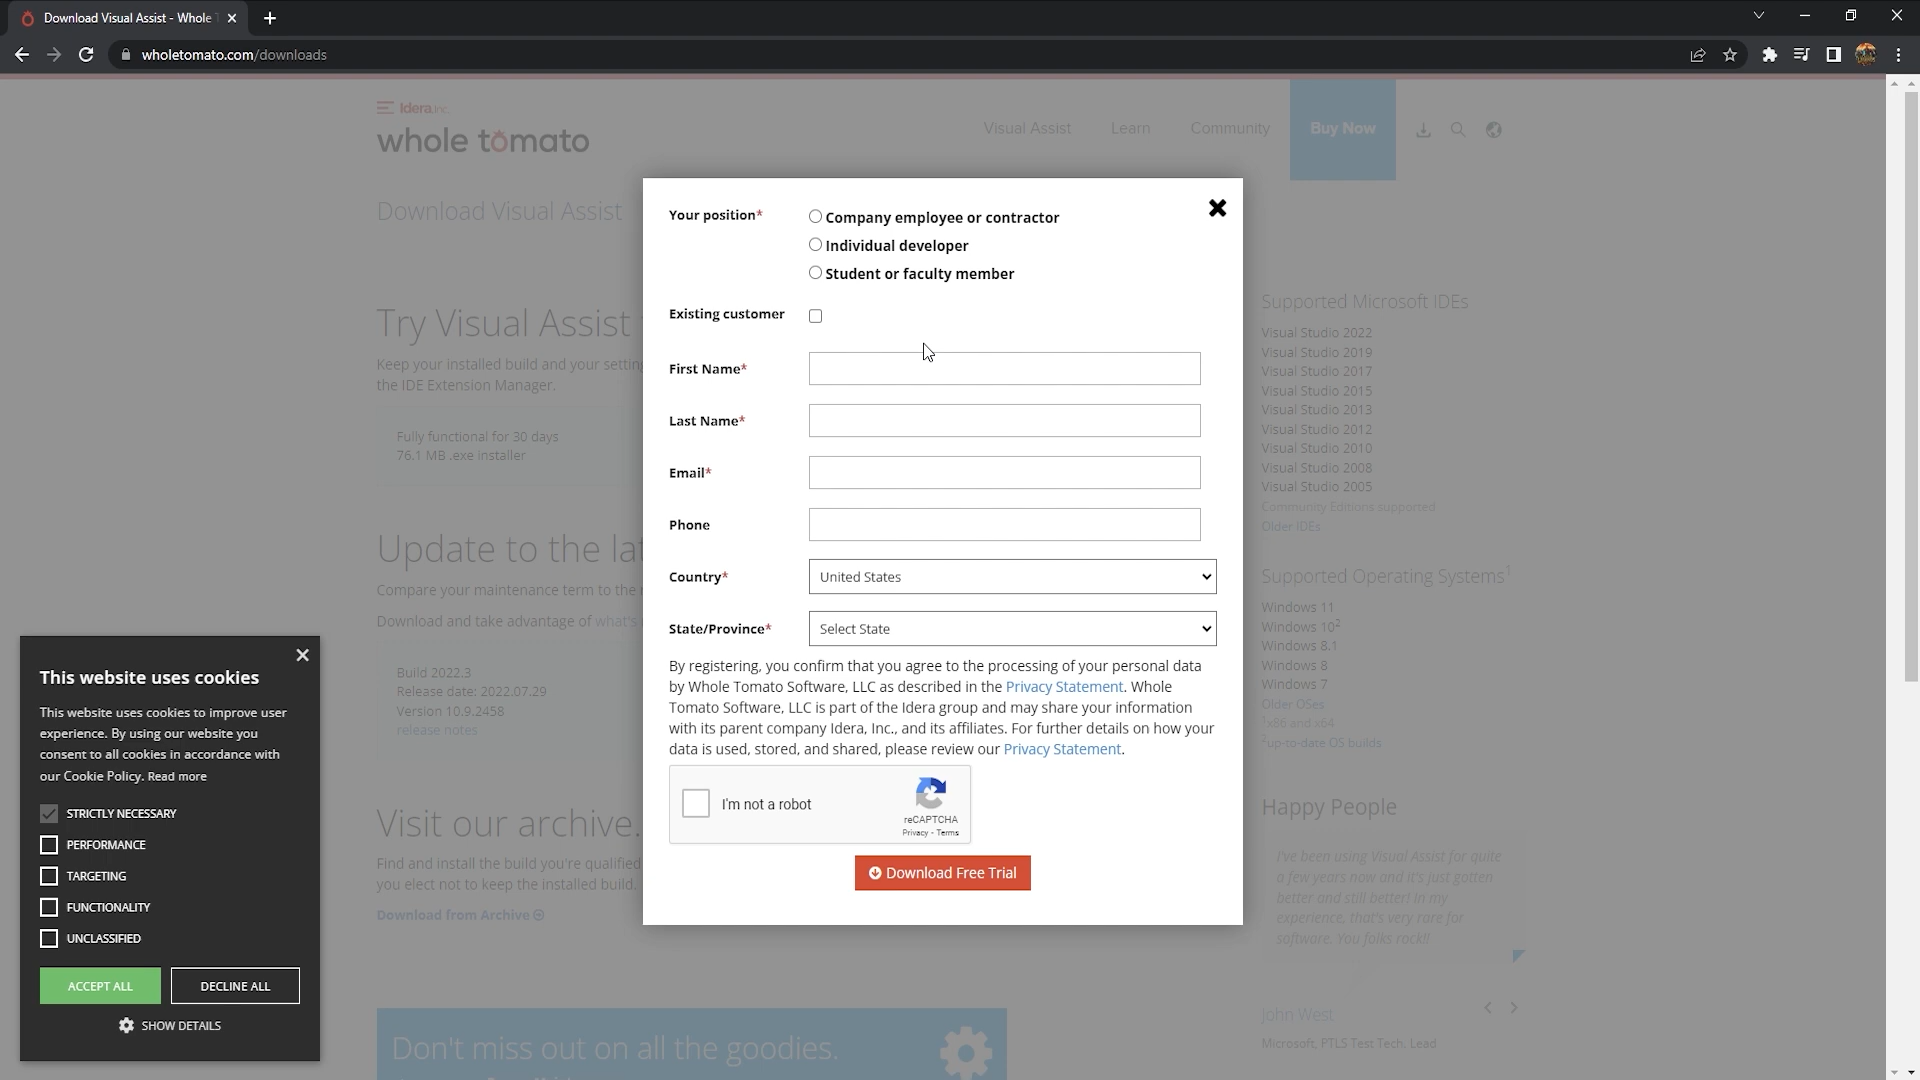 Download Visual Assist - Whole
wholetomato.com/downloads
Idera, Inc.
whole tomato
Visual Assist
Learn
Community
Buy Now
Download Visual Assist
Try Visual Assist
Keep your installed build and your setting
the IDE Extension Manager.
Fully functional for 30 days
76.1 MB .exe installer
Update to the la
Compare your maintenance term to the
Download and take advantage of what's
Build 2022.3
Release date: 2022.07.29
Version 10.9.2458
release notes
Visit our archive.
Find and install the build you're qualified
you elect not to keep the installed build.
Download from Archive
Don't miss out on all the goodies.
Your position*
Company employee or contractor
Individual developer
Student or faculty member
Existing customer
First Name*
Last Name*
Email*
Phone
Country*
United States
State/Province*
Select State
By registering, you confirm that you agree to the processing of your personal data
by Whole Tomato Software, LLC as described in the Privacy Statement. Whole
Tomato Software, LLC is part of the Idera group and may share your information
with its parent company Idera, Inc., and its affiliates. For further details on how your
data is used, stored, and shared, please review our Privacy Statement.
I'm not a robot
reCAPTCHA
Privacy - Terms
Download Free Trial
Supported Microsoft IDEs
Visual Studio 2022
Visual Studio 2019
Visual Studio 2017
Visual Studio 2015
Visual Studio 2013
Visual Studio 2012
Visual Studio 2010
Visual Studio 2008
Visual Studio 2005
Community Editions supported
Older IDEs
Supported Operating Systems1
Windows 11
Windows 102
Windows 8.1
Windows 8
Windows 7
Older OSes
1x86 and x64
2up-to-date OS builds
Happy People
I've been using Visual Assist for quite
a few years now and it's just gotten
better and still better! In my
experience, that's very rare for
software. You folks rock!!
John West
Microsoft, PTLS Test Tech. Lead
This website uses cookies
This website uses cookies to improve user
experience. By using our website you
consent to all cookies in accordance with
our Cookie Policy. Read more
STRICTLY NECESSARY
PERFORMANCE
TARGETING
FUNCTIONALITY
UNCLASSIFIED
ACCEPT ALL
DECLINE ALL
SHOW DETAILS